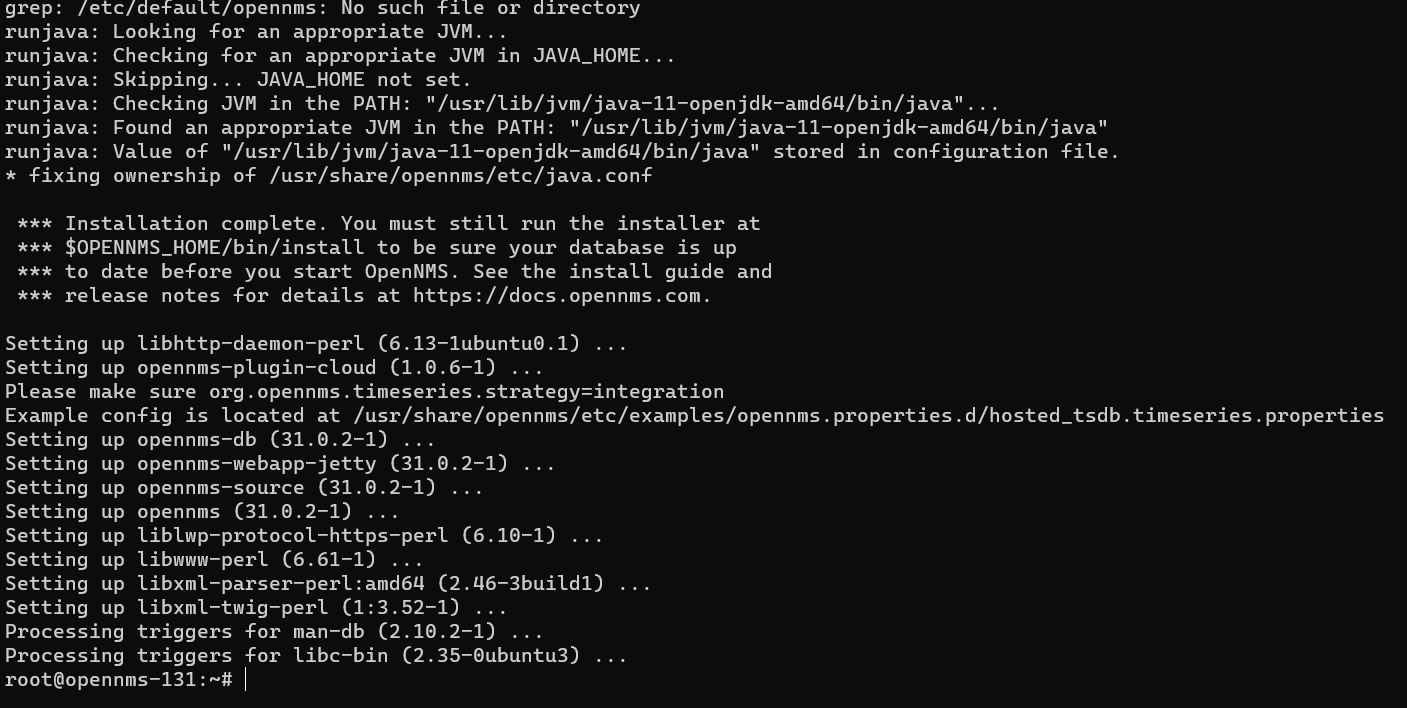 grep: /etc/default/opennms: No such file or directory
runjava: Looking for an appropriate JVM...
runjava: Checking for an appropriate JVM in JAVA_HOME...
runjava: Skipping... JAVA_HOME not set.
runjava: Checking JVM in the PATH: "/usr/lib/jvm/java-11-openjdk-amd64/bin/java"...
runjava: Found an appropriate JVM in the PATH: "/usr/lib/jvm/java-11-openjdk-amd64/bin/java"
runjava: Value of "/usr/lib/jvm/java-11-openjdk-amd64/bin/java" stored in configuration file.
* fixing ownership of /usr/share/opennms/etc/java.conf
*** Installation complete. You must still run the installer at
*** $OPENNMS_HOME/bin/install to be sure your database is up
*** to date before you start OpenNMS. See the install guide and
*** release notes for details at https://docs.opennms.com.
Setting up libhttp-daemon-perl (6.13-1ubuntu0.1) ...
Setting up opennms-plugin-cloud (1.0.6-1) ...
Please make sure org.opennms.timeseries.strategy=integration
Example config is located at /usr/share/opennms/etc/examples/opennms.properties.d/hosted_tsdb.timeseries.properties
Setting up opennms-db (31.0.2-1) ...
Setting up opennms-webapp-jetty (31.0.2-1) ...
Setting up opennms-source (31.0.2-1) ...
Setting up opennms (31.0.2-1) ...
Setting up liblwp-protocol-https-perl (6.10-1) ...
Setting up libwww-perl (6.61-1) ...
Setting up libxml-parser-perl:amd64 (2.46-3build1) ...
Setting up libxml-twig-perl (1:3.52-1) ...
Processing triggers for man-db (2.10.2-1) ...
Processing triggers for libc-bin (2.35-0ubuntu3) ...
root@opennms-131:~#